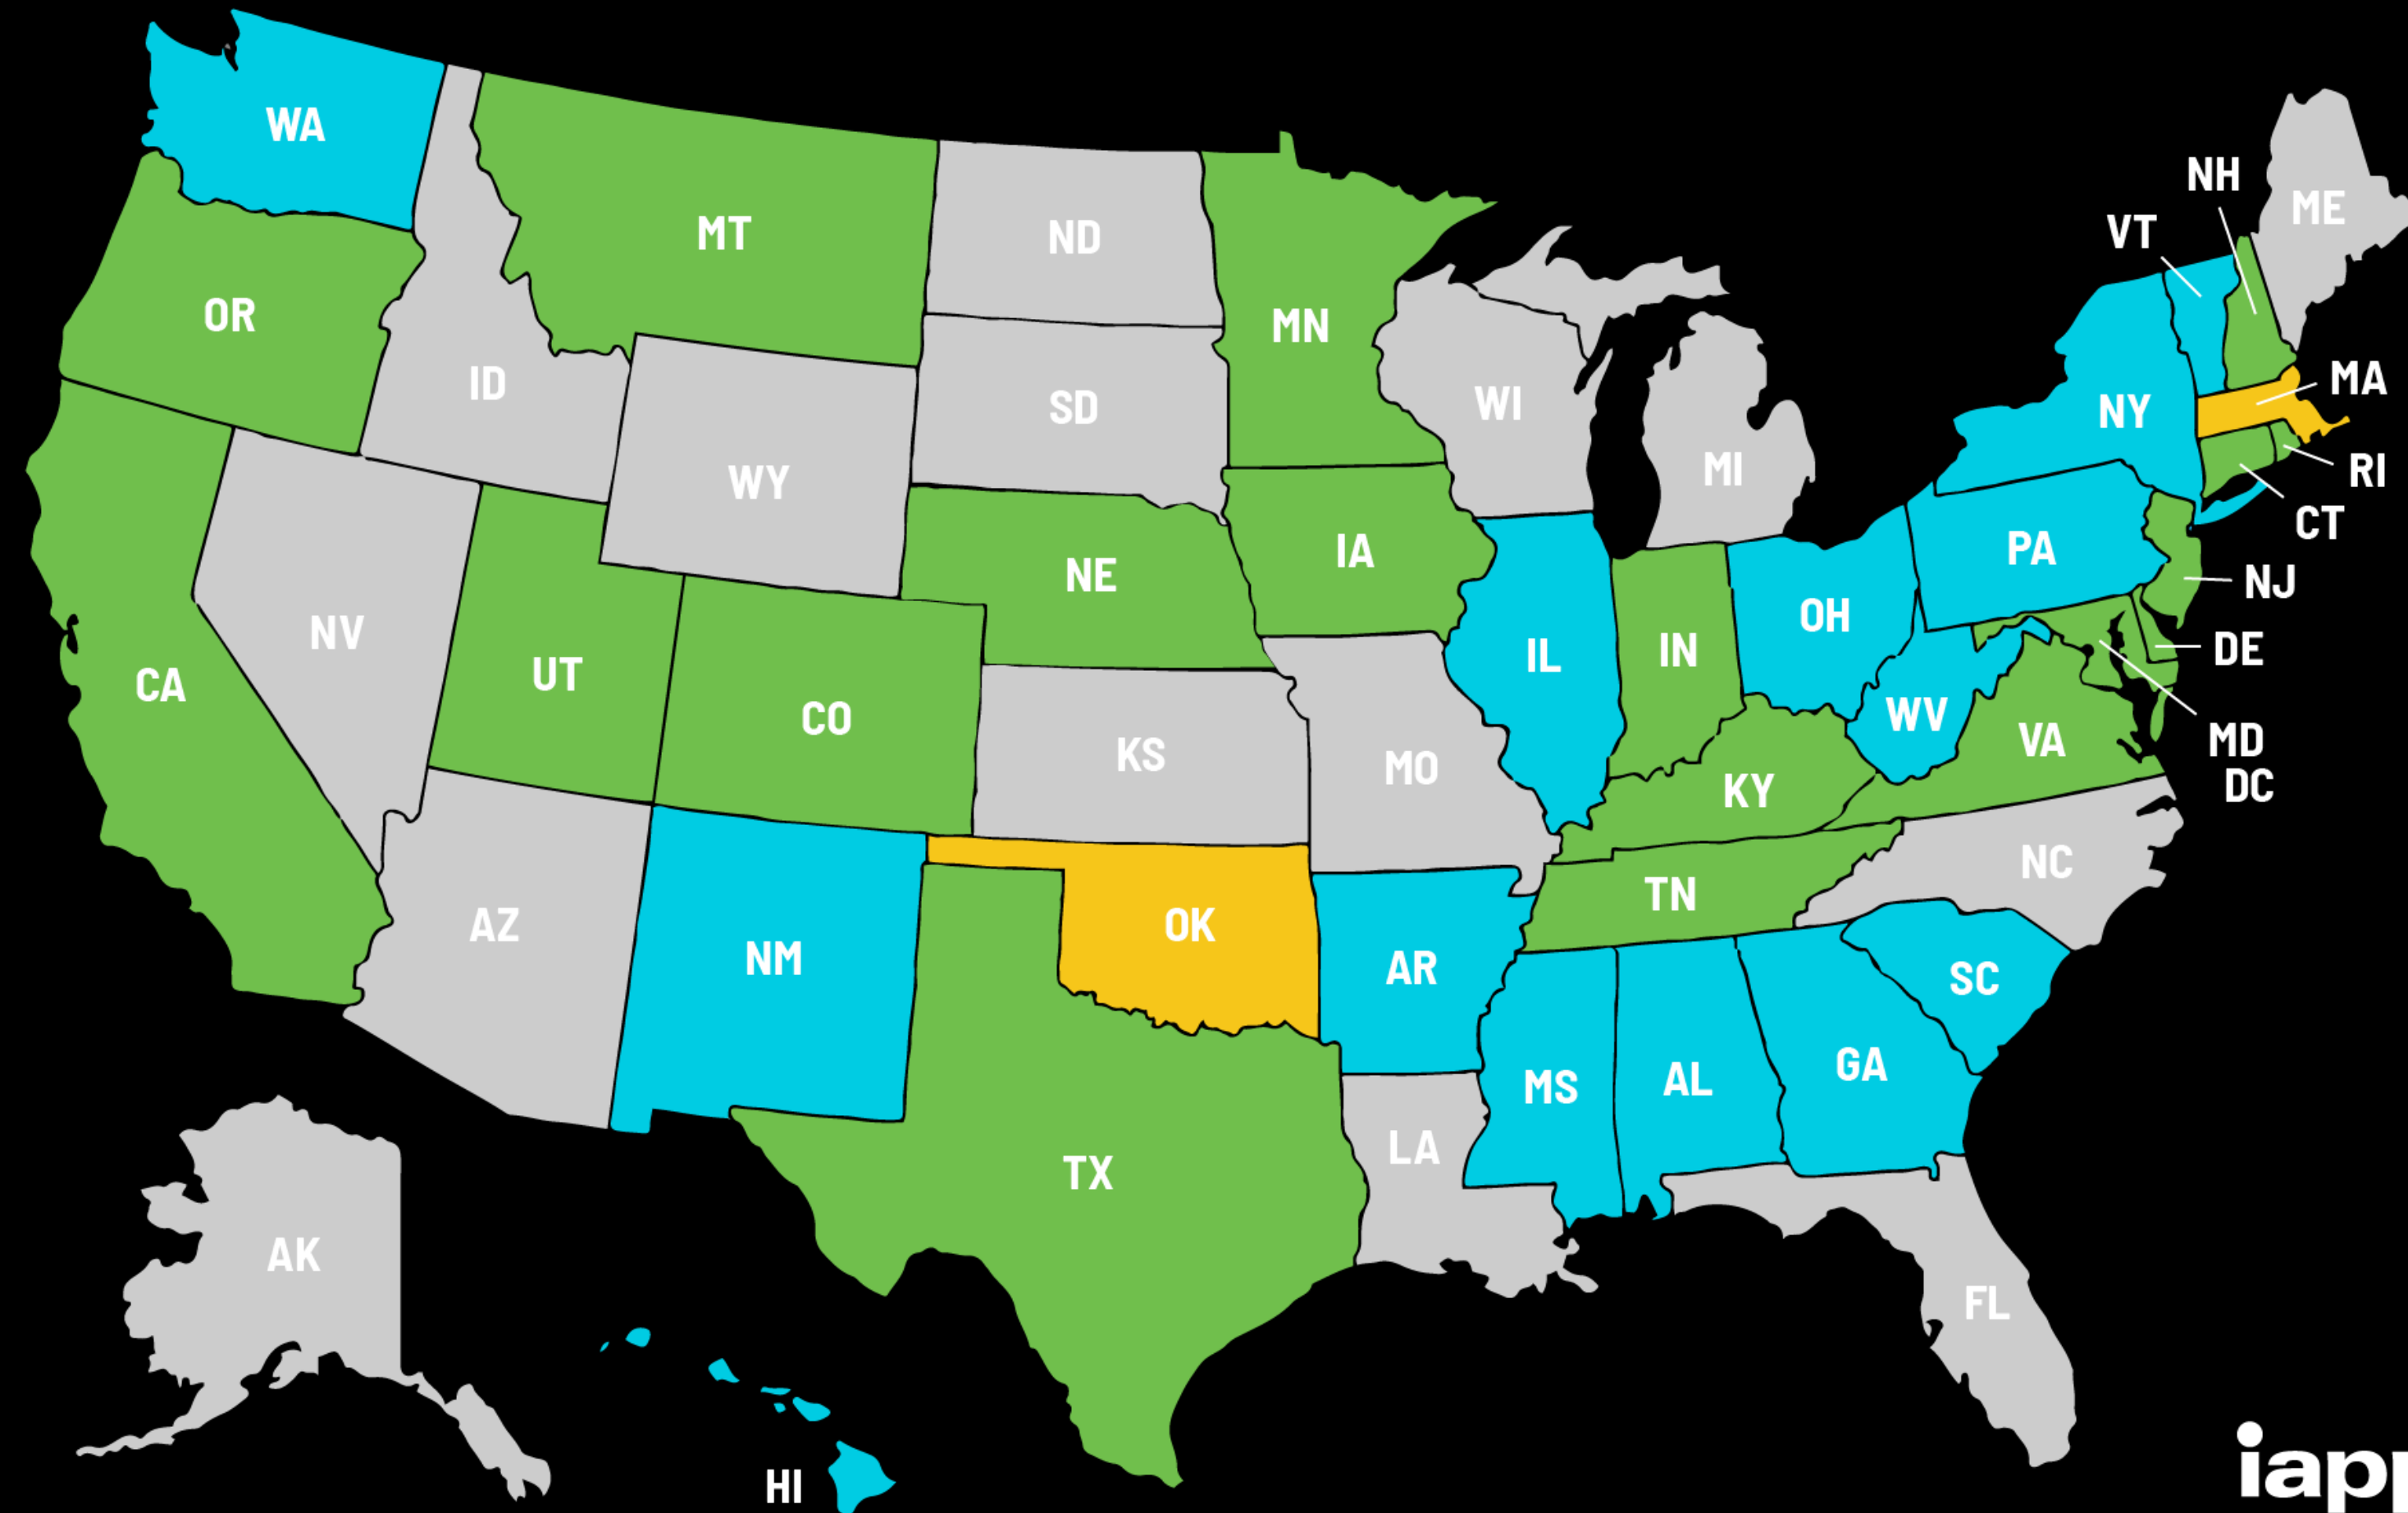 WA
NH
ME
VT
MT
ND
OR
MN
MA
ID
SD
WI
NY
MI
RI
WY
CT
IA
PA
NE
NJ
OH
NV
DE
IL
IN
UT
CA
WV
CO
VA
MD
KS
MO
DC
KY
NC
TN
AZ
OK
NM
AR
SC
GA
AL
MS
LA
TX
AK
FL
iapp
HI